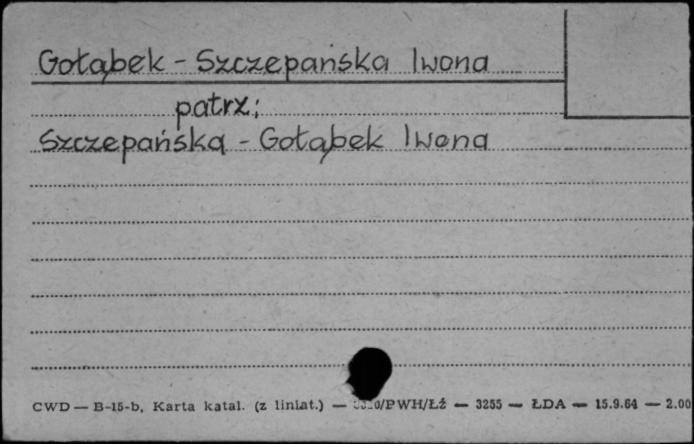 Gołąbek - Szczepańska Iwona
patrz:
Szczepańska - Gołąbek Iwona
CWD — B-15-b, Karta katal. (z liniat.) — /PWH/ŁŹ — 3255 — ŁDA — 15.9.64 — 2.00